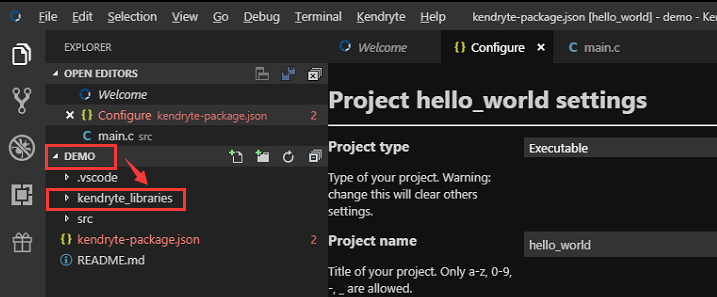 File Edit Selection View Go Debug Terminal Kendryte Help kendryte-package.json [hello_world] - demo - Ke
EXPLORER
Welcome
{} Configure ×
C main.c
OPEN EDITORS
Welcome
× {} Configure kendryte-package.json 2
C main.c src
DEMO
.vscode
kendryte_libraries
src
{} kendryte-package.json 2
README.md
Project hello_world settings
Project type
Executable
Type of your project. Warning:
change this will clear others
settings.
Project name
hello_world
Title of your project. Only a-z, 0-9,
-, _ are allowed.